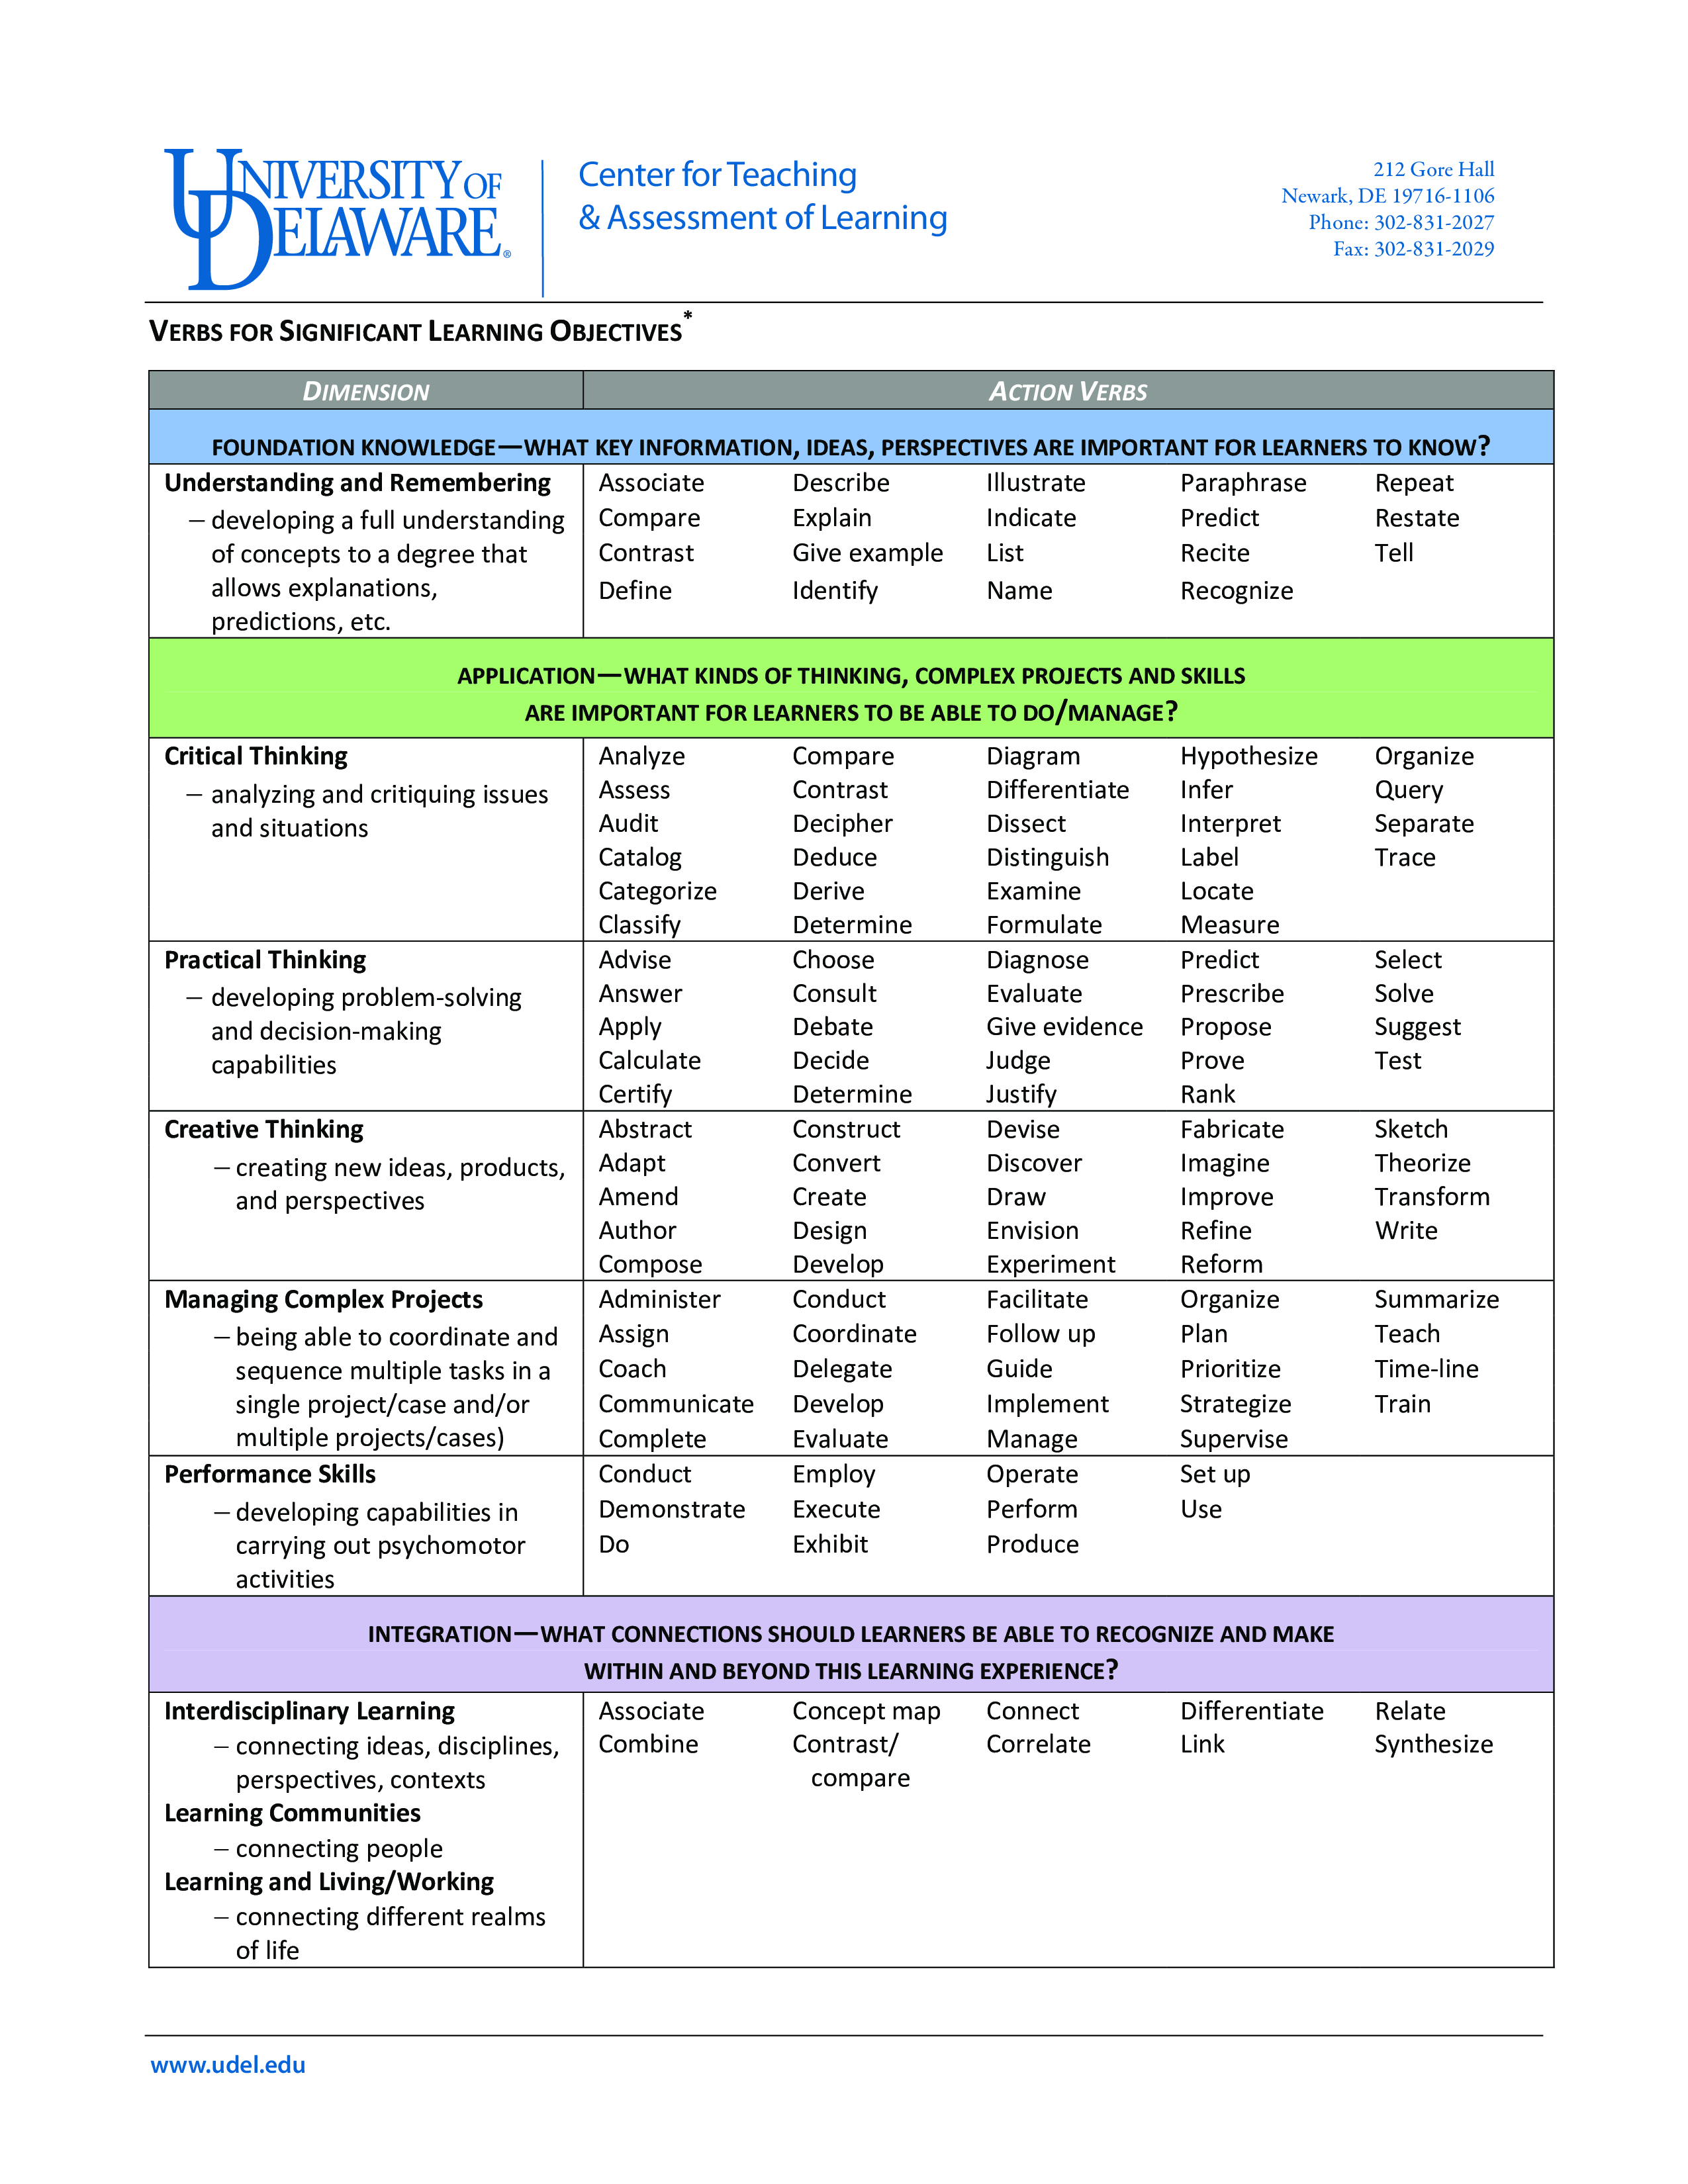 UNIVERSITY OF
DELAWARE®
Center for Teaching
& Assessment of Learning
212 Gore Hall
Newark, DE 19716-1106
Phone: 302-831-2027
Fax: 302-831-2029
VERBS FOR SIGNIFICANT LEARNING OBJECTIVES*
DIMENSION ACTION VERBS
FOUNDATION KNOWLEDGE—WHAT KEY INFORMATION, IDEAS, PERSPECTIVES ARE IMPORTANT FOR LEARNERS TO KNOW?
Understanding and Remembering
– developing a full understanding
of concepts to a degree that
allows explanations,
predictions, etc.
Associate Describe Illustrate Paraphrase Repeat
Compare Explain Indicate Predict Restate
Contrast Give example List Recite Tell
Define Identify Name Recognize
APPLICATION—WHAT KINDS OF THINKING, COMPLEX PROJECTS AND SKILLS
ARE IMPORTANT FOR LEARNERS TO BE ABLE TO DO/MANAGE?
Critical Thinking
– analyzing and critiquing issues
and situations
Analyze Compare Diagram Hypothesize Organize
Assess Contrast Differentiate Infer Query
Audit Decipher Dissect Interpret Separate
Catalog Deduce Distinguish Label Trace
Categorize Derive Examine Locate
Classify Determine Formulate Measure
Practical Thinking
– developing problem-solving
and decision-making
capabilities
Advise Choose Diagnose Predict Select
Answer Consult Evaluate Prescribe Solve
Apply Debate Give evidence Propose Suggest
Calculate Decide Judge Prove Test
Certify Determine Justify Rank
Creative Thinking
– creating new ideas, products,
and perspectives
Abstract Construct Devise Fabricate Sketch
Adapt Convert Discover Imagine Theorize
Amend Create Draw Improve Transform
Author Design Envision Refine Write
Compose Develop Experiment Reform
Managing Complex Projects
– being able to coordinate and
sequence multiple tasks in a
single project/case and/or
multiple projects/cases)
Administer Conduct Facilitate Organize Summarize
Assign Coordinate Follow up Plan Teach
Coach Delegate Guide Prioritize Time-line
Communicate Develop Implement Strategize Train
Complete Evaluate Manage Supervise
Performance Skills
– developing capabilities in
carrying out psychomotor
activities
Conduct Employ Operate Set up
Demonstrate Execute Perform Use
Do Exhibit Produce
INTEGRATION—WHAT CONNECTIONS SHOULD LEARNERS BE ABLE TO RECOGNIZE AND MAKE
WITHIN AND BEYOND THIS LEARNING EXPERIENCE?
Interdisciplinary Learning
– connecting ideas, disciplines,
perspectives, contexts
Learning Communities
– connecting people
Learning and Living/Working
– connecting different realms
of life
Associate Concept map Connect Differentiate Relate
Combine Contrast/ Correlate Link Synthesize
compare
www.udel.edu